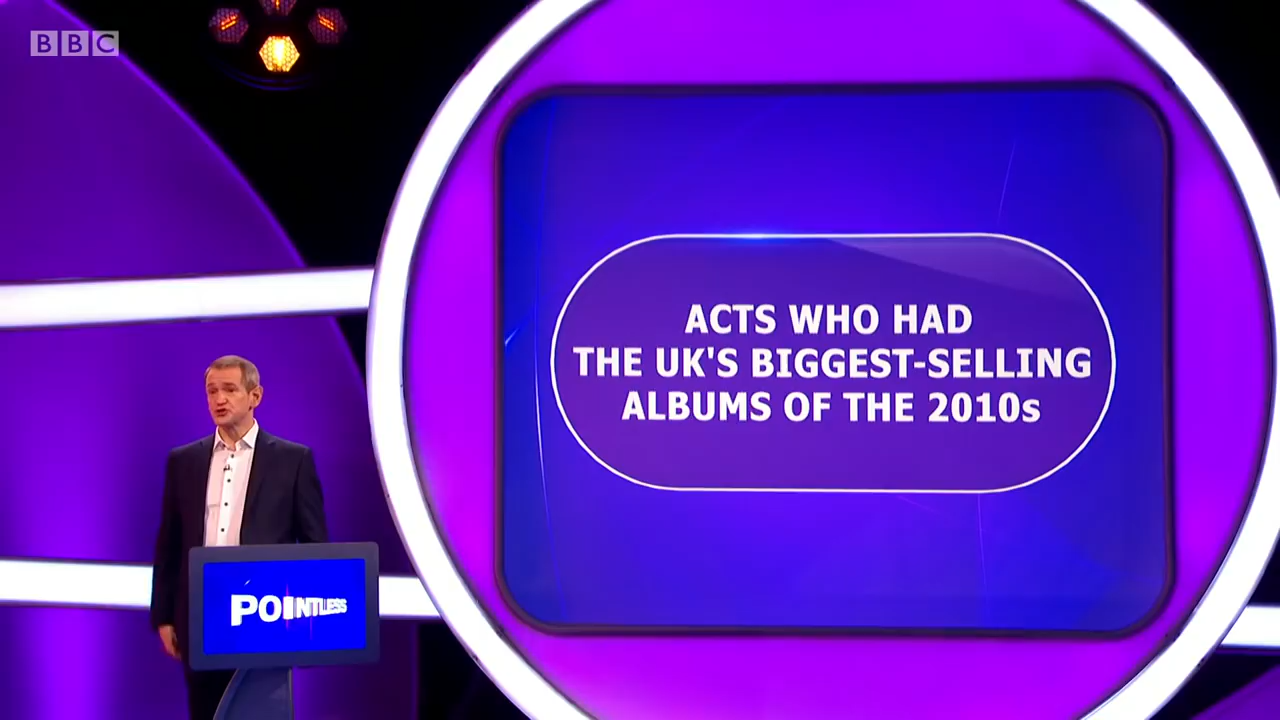 BBC
ACTS WHO HAD
THE UK'S BIGGEST-SELLING
ALBUMS OF THE 2010s
POINTLESS